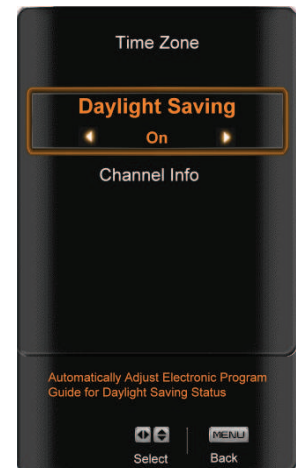 Time Zone
Daylight Saving
On
Channel Info
Automatically Adjust Electronic Program
Guide for Daylight Saving Status
MENU
Select
Back